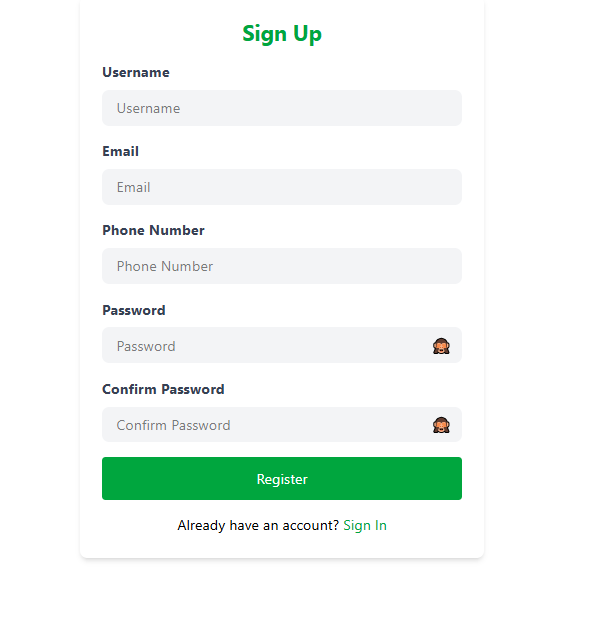 Sign Up
Username
Username
Email
Email
Phone Number
Phone Number
Password
Password
Confirm Password
Confirm Password
Register
Already have an account? Sign In